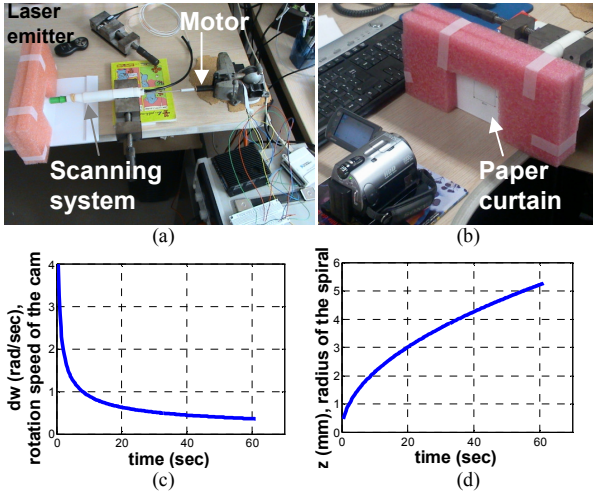 Laser
emitter
Motor
Scanning
system
Paper
curtain
(a)
(b)
dw (rad/sec),
rotation speed of the cam
4
3
2
1
0
0
20
40
60
time (sec)
(c)
z (mm), radius of the spiral
6
5
4
3
2
1
0
0
20
40
60
time (sec)
(d)